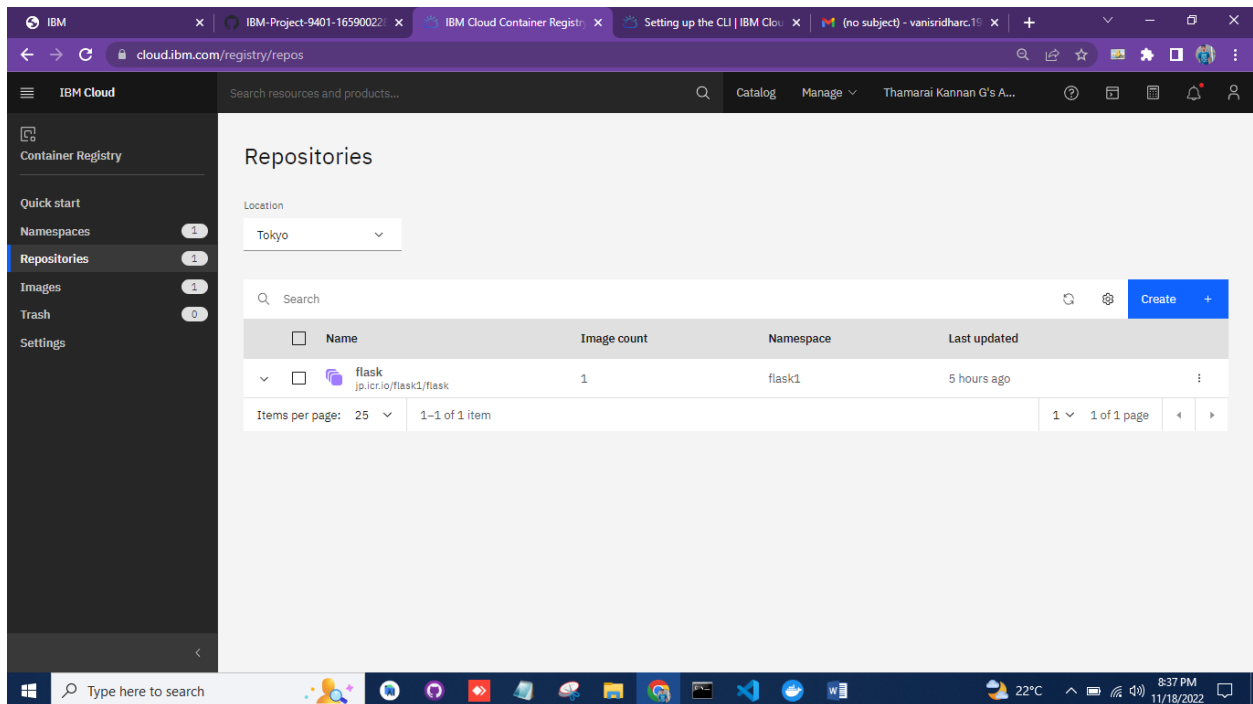 IBM
IBM-Project-9401-165900228
IBM Cloud Container Registry
Setting up the CLI | IBM Clou
(no subject) - vanisridharc.19
cloud.ibm.com/registry/repos
IBM Cloud
Search resources and products...
Catalog
Manage
Thamarai Kannan G's A...
Container Registry
Quick start
Namespaces 1
Repositories 1
Images 1
Trash 0
Settings
Repositories
Location
Tokyo
Search
Create +
Name Image count Namespace Last updated
flask 1 flask1 5 hours ago
jp.icr.io/flask1/flask
Items per page: 25 1–1 of 1 item 1 1 of 1 page
Type here to search
22°C
8:37 PM
11/18/2022